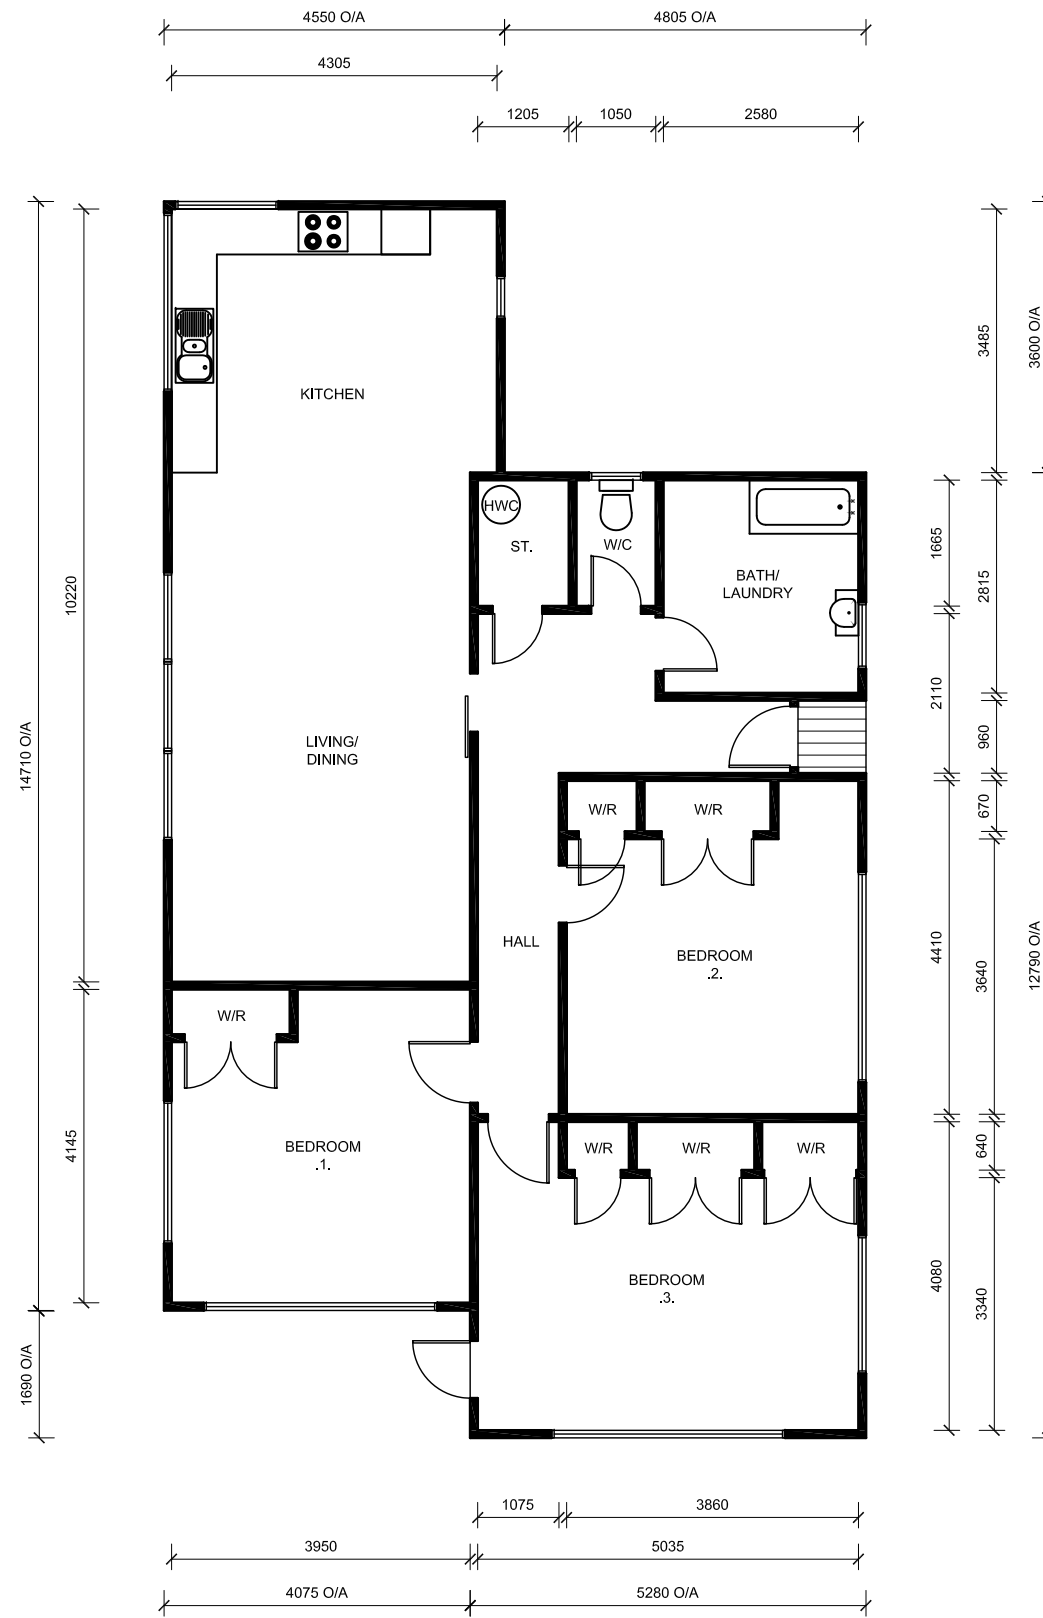 4550 O/A
4805 O/A
4305
1205
1050
2580
3485
3600 O/A
KITCHEN
HWC
ST.
W/C
BATH/
LAUNDRY
1665
2815
10220
2110
14710 O/A
LIVING/
DINING
960
W/R
W/R
670
HALL
BEDROOM
.2.
4410
3640
12790 O/A
W/R
4145
BEDROOM
.1.
W/R
W/R
W/R
640
BEDROOM
.3.
4080
3340
1690 O/A
1075
3860
3950
5035
4075 O/A
5280 O/A